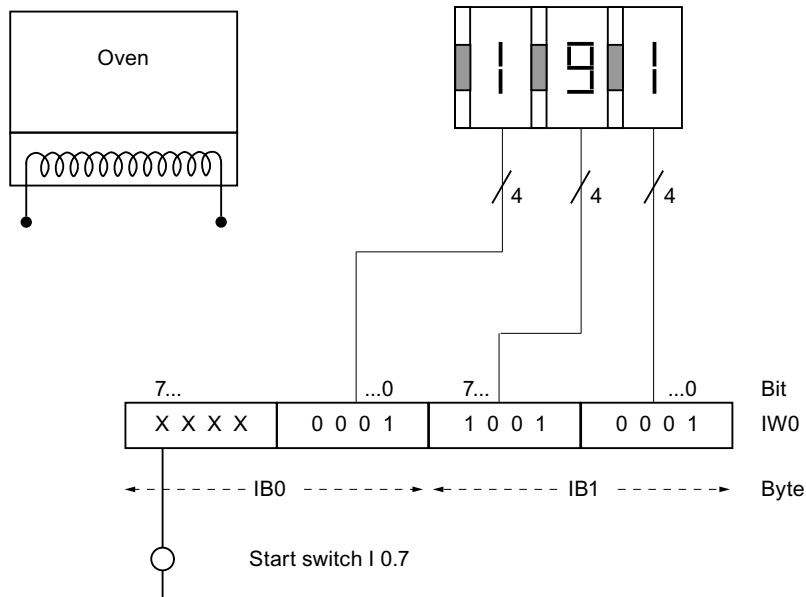 Oven
1 9 1
4 4 4
7... ...0 7... ...0 Bit
X X X X 0 0 0 1 1 0 0 1 0 0 0 1 IW0
IB0 IB1 Byte
Start switch I 0.7